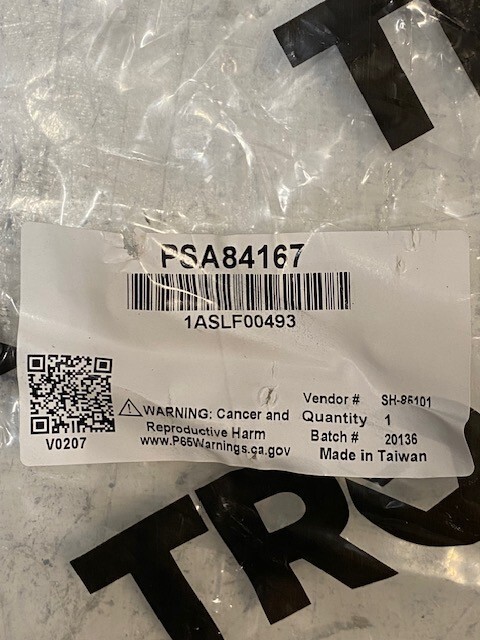 TR
PSA84167
1ASLF00493
V0207
WARNING: Cancer and
Reproductive Harm
www.P65Warnings.ca.gov
Vendor # SH-86101
Quantity 1
Batch # 20136
Made in Taiwan
TRQ